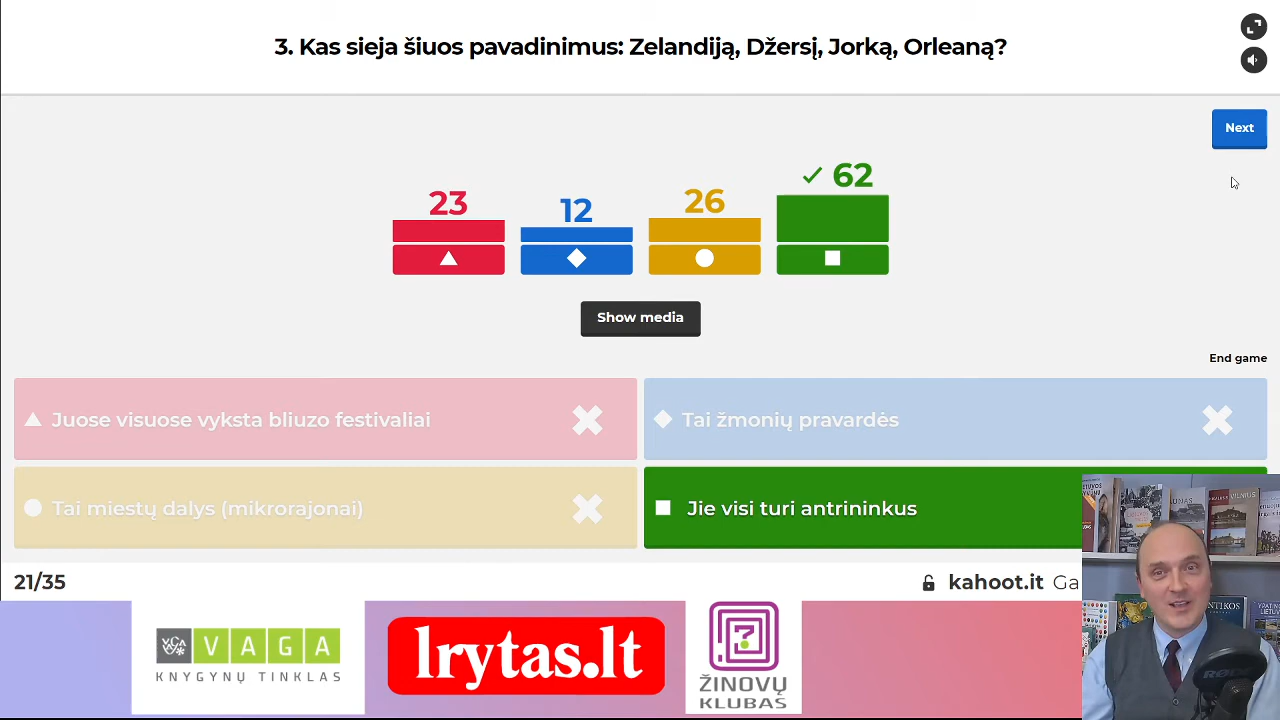 3. Kas sieja šiuos pavadinimus: Zelandiją, Džersį, Jorką, Orleaną?
Next
23
12
26
62
Show media
End game
Juose visuose vyksta bliuzo festivaliai
Tai žmonių pravardės
Tai miestų dalys (mikrorajonai)
Jie visi turi antrininkus
21/35
kahoot.it Ga
VAGA
KNYGYNŲ TINKLAS
lrytas.lt
ŽINOVŲ
KLUBAS